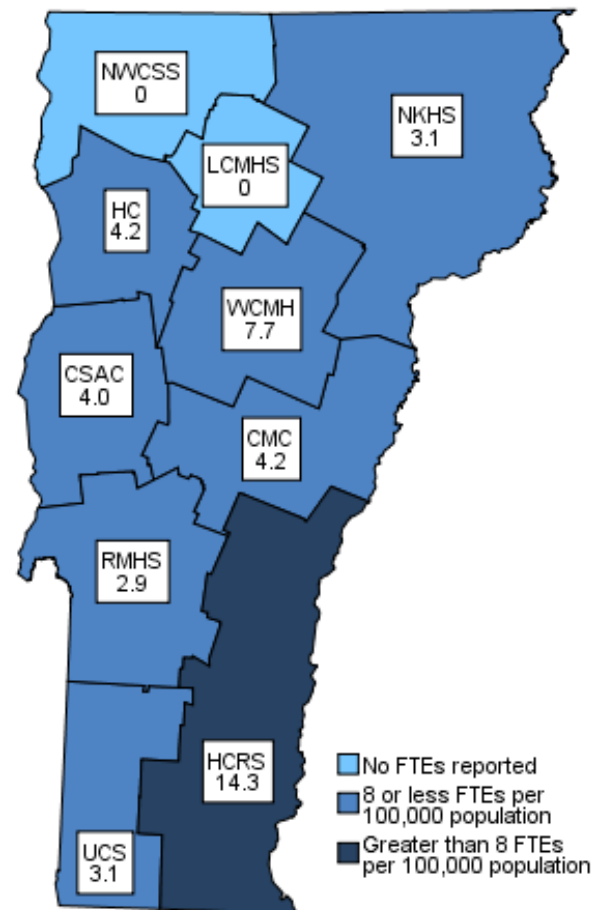 NWCSS
0
NKHS
3.1
LCMHS
0
HC
4.2
WCMH
7.7
CSAC
4.0
CMC
4.2
RMHS
2.9
HCRS
14.3
UCS
3.1
No FTEs reported
8 or less FTEs per
100,000 population
Greater than 8 FTEs
per 100,000 population